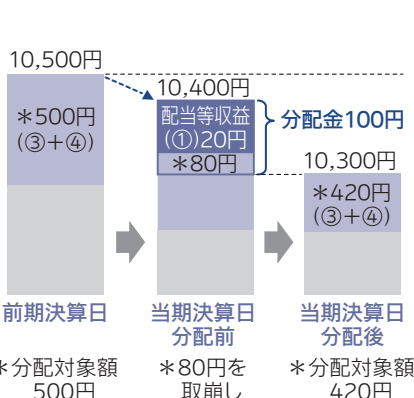 10,500円
＊500円
(③＋④)
10,400円
配当等収益
(①)20円
＊80円
分配金100円
10,300円
＊420円
(③＋④)
前期決算日
当期決算日
分配前
当期決算日
分配後
＊分配対象額
500円
＊80円を
取崩し
＊分配対象額
420円